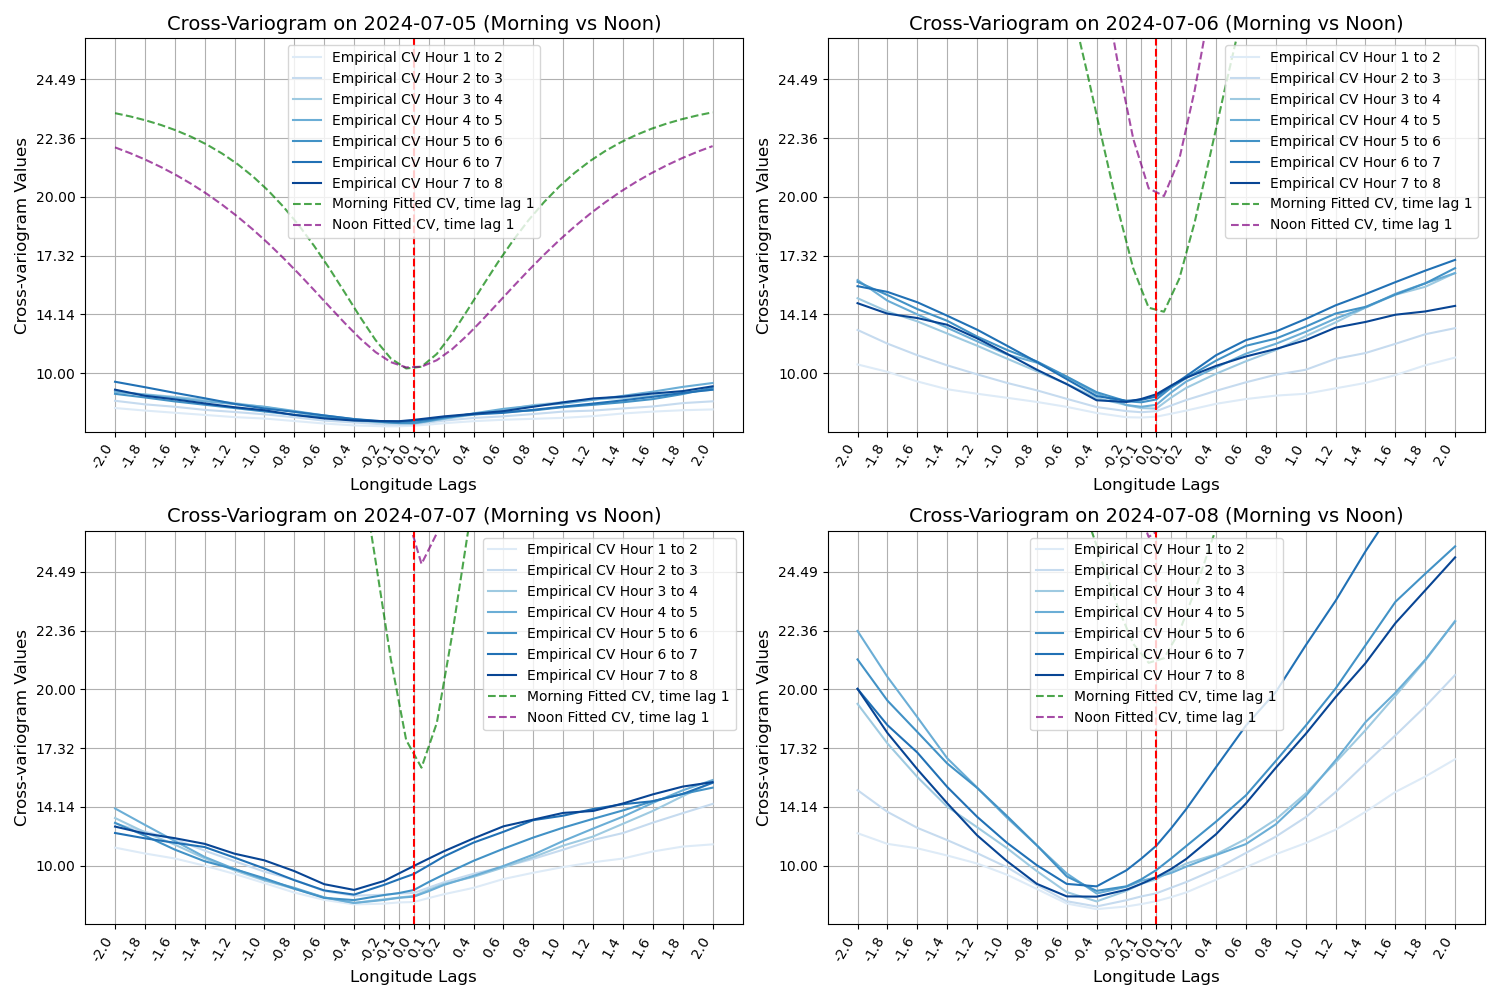 Cross-Variogram on 2024-07-05 (Morning vs Noon)
Cross-variogram Values
24.49
22.36
20.00
17.32
14.14
10.00
Empirical CV Hour 1 to 2
Empirical CV Hour 2 to 3
Empirical CV Hour 3 to 4
Empirical CV Hour 4 to 5
Empirical CV Hour 5 to 6
Empirical CV Hour 6 to 7
Empirical CV Hour 7 to 8
Morning Fitted CV, time lag 1
Noon Fitted CV, time lag 1
-2.0 -1.8 -1.6 -1.4 -1.2 -1.0 -0.8 -0.6 -0.4 -0.2 -0.1 0.0 0.1 0.2 0.4 0.6 0.8 1.0 1.2 1.4 1.6 1.8 2.0
Longitude Lags
Cross-Variogram on 2024-07-06 (Morning vs Noon)
Cross-variogram Values
24.49
22.36
20.00
17.32
14.14
10.00
Empirical CV Hour 1 to 2
Empirical CV Hour 2 to 3
Empirical CV Hour 3 to 4
Empirical CV Hour 4 to 5
Empirical CV Hour 5 to 6
Empirical CV Hour 6 to 7
Empirical CV Hour 7 to 8
Morning Fitted CV, time lag 1
Noon Fitted CV, time lag 1
-2.0 -1.8 -1.6 -1.4 -1.2 -1.0 -0.8 -0.6 -0.4 -0.2 -0.1 0.0 0.1 0.2 0.4 0.6 0.8 1.0 1.2 1.4 1.6 1.8 2.0
Longitude Lags
Cross-Variogram on 2024-07-07 (Morning vs Noon)
Cross-variogram Values
24.49
22.36
20.00
17.32
14.14
10.00
Empirical CV Hour 1 to 2
Empirical CV Hour 2 to 3
Empirical CV Hour 3 to 4
Empirical CV Hour 4 to 5
Empirical CV Hour 5 to 6
Empirical CV Hour 6 to 7
Empirical CV Hour 7 to 8
Morning Fitted CV, time lag 1
Noon Fitted CV, time lag 1
-2.0 -1.8 -1.6 -1.4 -1.2 -1.0 -0.8 -0.6 -0.4 -0.2 -0.1 0.0 0.1 0.2 0.4 0.6 0.8 1.0 1.2 1.4 1.6 1.8 2.0
Longitude Lags
Cross-Variogram on 2024-07-08 (Morning vs Noon)
Cross-variogram Values
24.49
22.36
20.00
17.32
14.14
10.00
Empirical CV Hour 1 to 2
Empirical CV Hour 2 to 3
Empirical CV Hour 3 to 4
Empirical CV Hour 4 to 5
Empirical CV Hour 5 to 6
Empirical CV Hour 6 to 7
Empirical CV Hour 7 to 8
Morning Fitted CV, time lag 1
Noon Fitted CV, time lag 1
-2.0 -1.8 -1.6 -1.4 -1.2 -1.0 -0.8 -0.6 -0.4 -0.2 -0.1 0.0 0.1 0.2 0.4 0.6 0.8 1.0 1.2 1.4 1.6 1.8 2.0
Longitude Lags